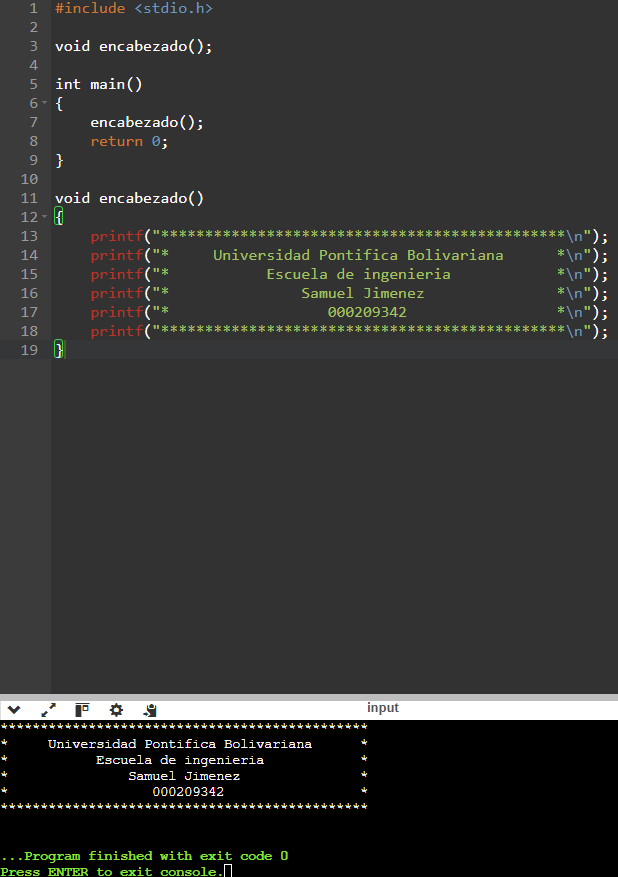 1 #include <stdio.h>
2
3 void encabezado();
4
5 int main()
6 {
7     encabezado();
8     return 0;
9 }
10
11 void encabezado()
12 {
13     printf("**********************************************\n");
14     printf("*     Universidad Pontifica Bolivariana      *\n");
15     printf("*           Escuela de ingenieria            *\n");
16     printf("*               Samuel Jimenez               *\n");
17     printf("*                  000209342                 *\n");
18     printf("**********************************************\n");
19 }
input
**********************************************
*     Universidad Pontifica Bolivariana      *
*           Escuela de ingenieria            *
*               Samuel Jimenez               *
*                  000209342                 *
**********************************************
...Program finished with exit code 0
Press ENTER to exit console.